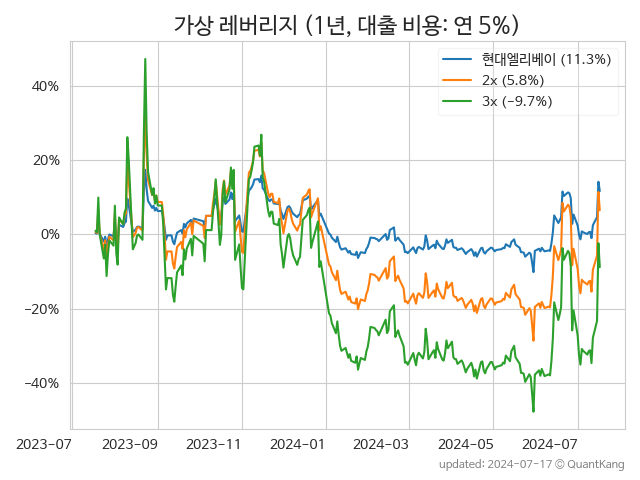 가상 레버리지 (1년, 대출 비용: 연 5%)
현대엘리베이 (11.3%)
2x (5.8%)
3x (−9.7%)
40%
20%
0%
−20%
−40%
2023-07 2023-09 2023-11 2024-01 2024-03 2024-05 2024-07
updated: 2024-07-17 © QuantKang